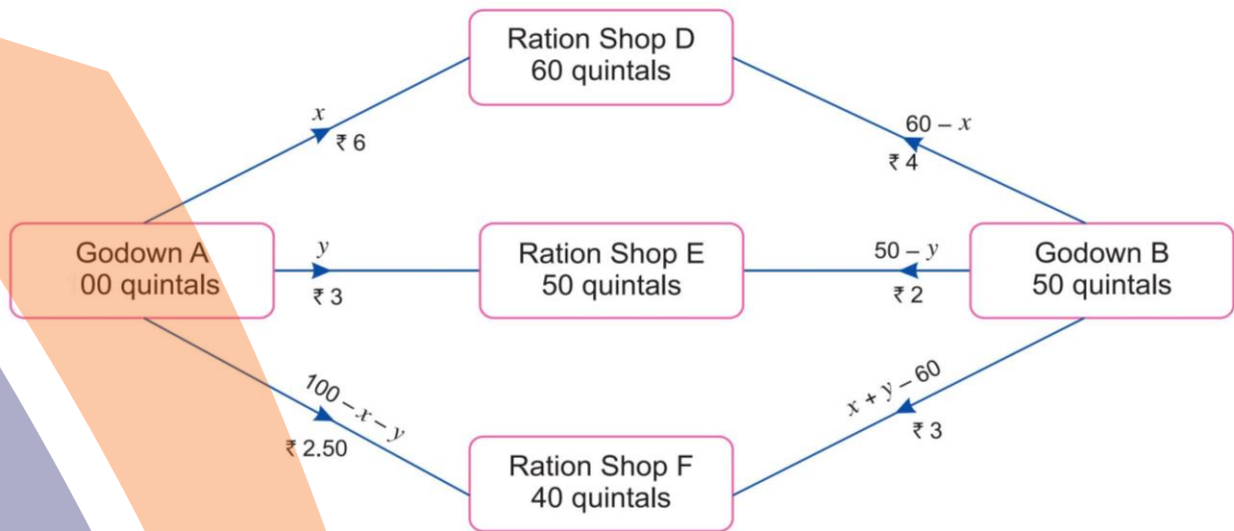 Ration Shop D
60 quintals
x
₹ 6
60 – x
₹ 4
Godown A
00 quintals
y
₹ 3
Ration Shop E
50 quintals
50 – y
₹ 2
Godown B
50 quintals
100 – x – y
₹ 2.50
x + y – 60
₹ 3
Ration Shop F
40 quintals